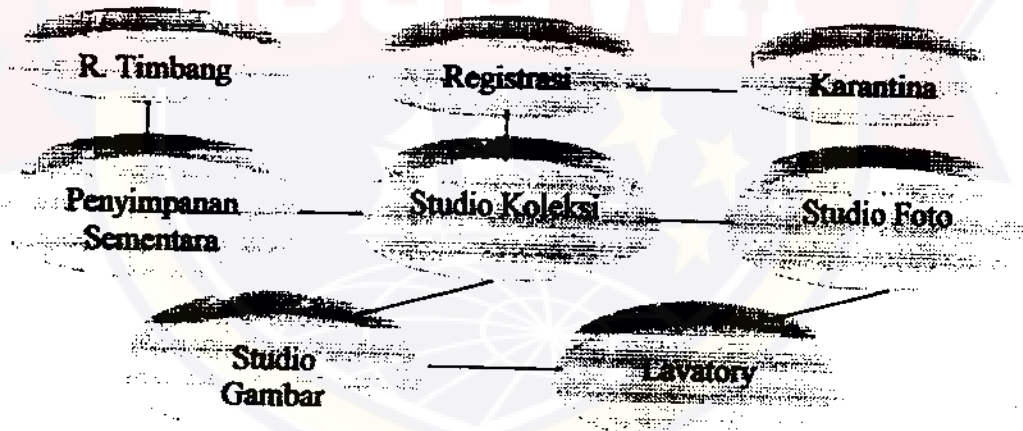 R. Timbang
Registrasi
Karantina
Penyimpanan
Sementara
Studio Koleksi
Studio Foto
Studio
Gambar
Lavatory